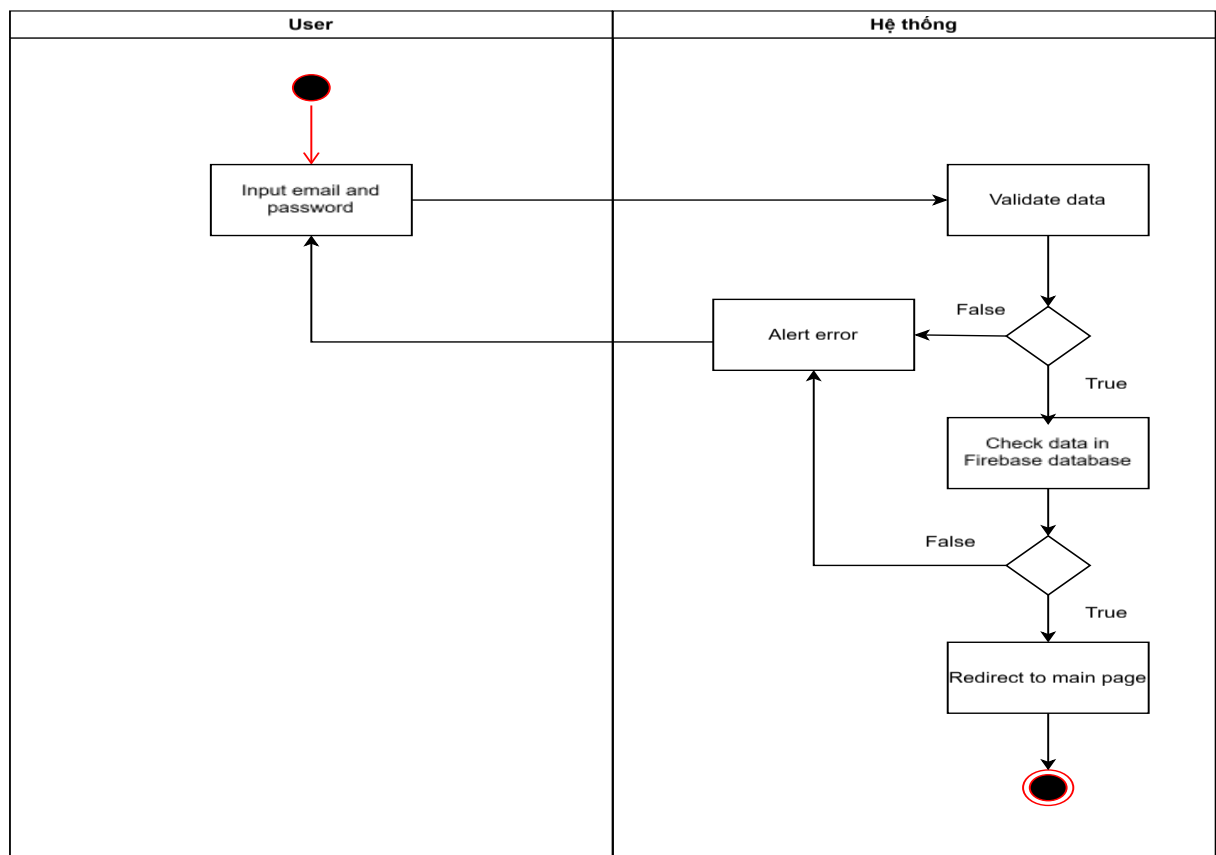 User
Hệ thống
Input email and
password
Validate data
False
Alert error
True
Check data in
Firebase database
False
True
Redirect to main page